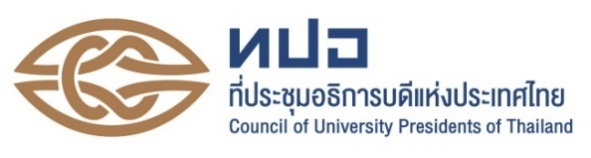 ทปอ
ที่ประชุมอธิการบดีแห่งประเทศไทย
Council of University Presidents of Thailand